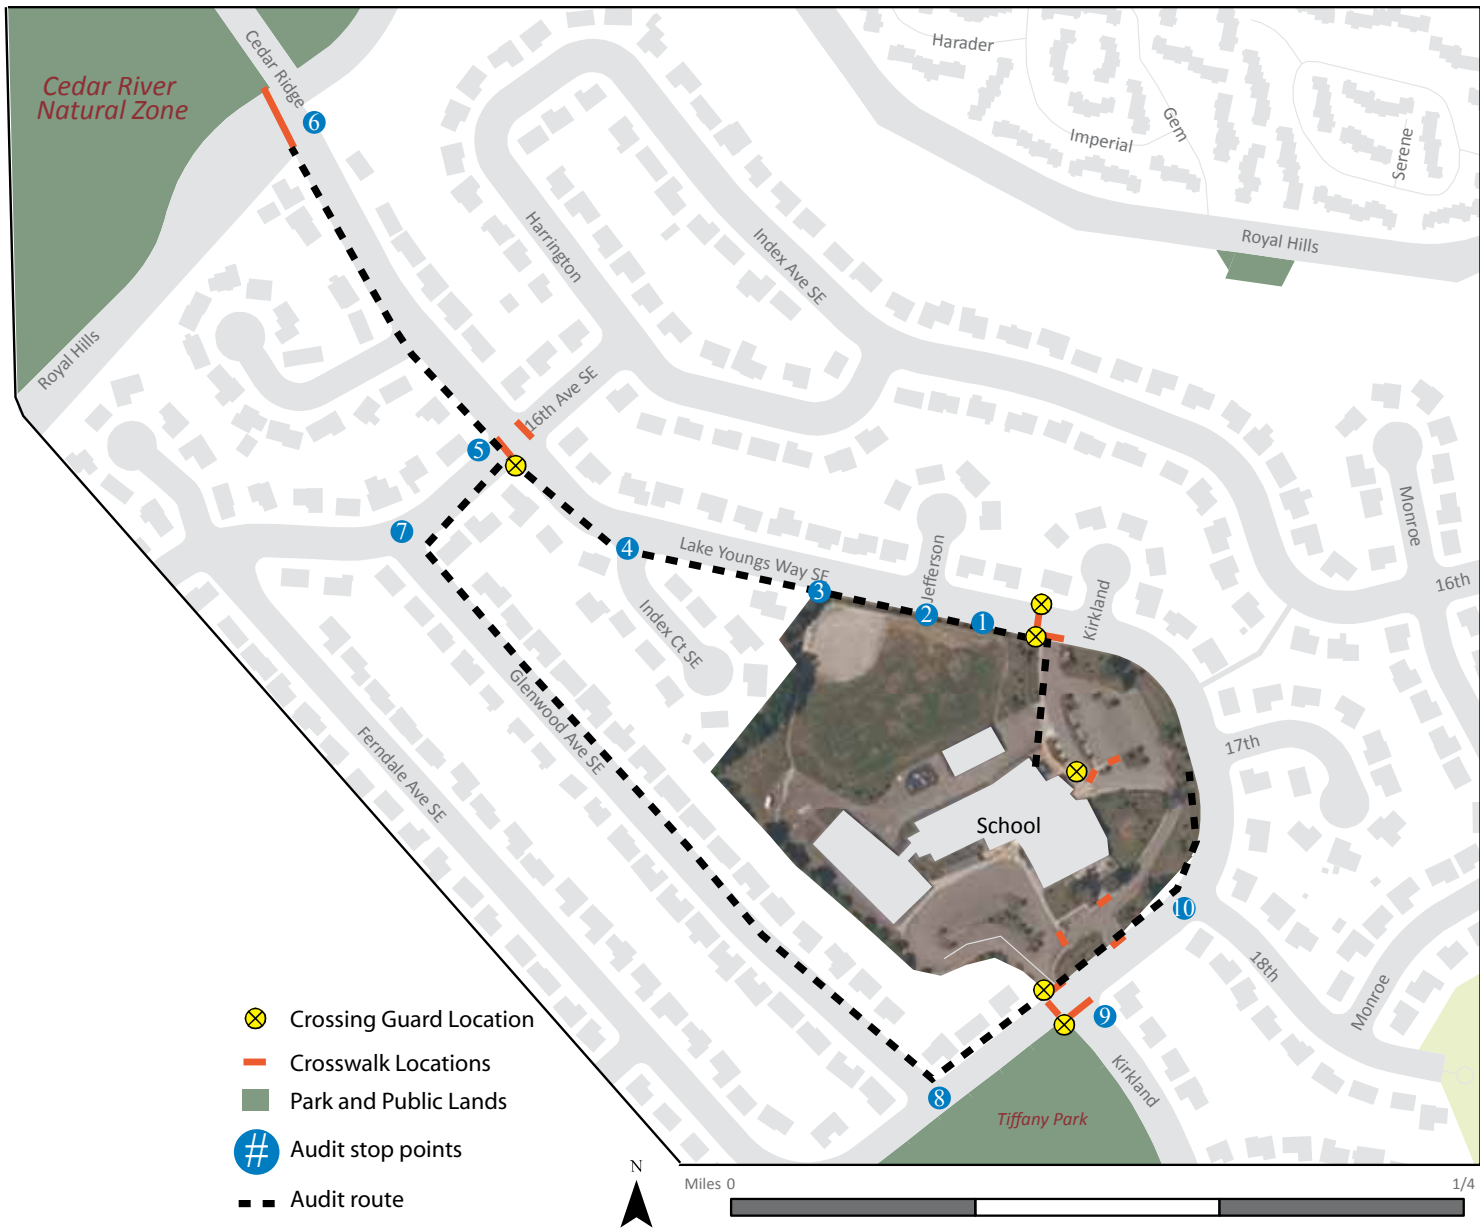 Cedar Ridge
Harader
Cedar River
Natural Zone
Gem
6
Imperial
Serene
Harrington
Index Ave SE
Royal Hills
Royal Hills
16th Ave SE
5
Monroe
7
4
Lake Youngs Way SE
Jefferson
3
2
1
Kirkland
16th
Index Ct SE
Glenwood Ave SE
17th
Ferndale Ave SE
School
10
18th
Monroe
9
Kirkland
8
Tiffany Park
Crossing Guard Location
Crosswalk Locations
Park and Public Lands
# Audit stop points
Audit route
N
Miles 0
1/4